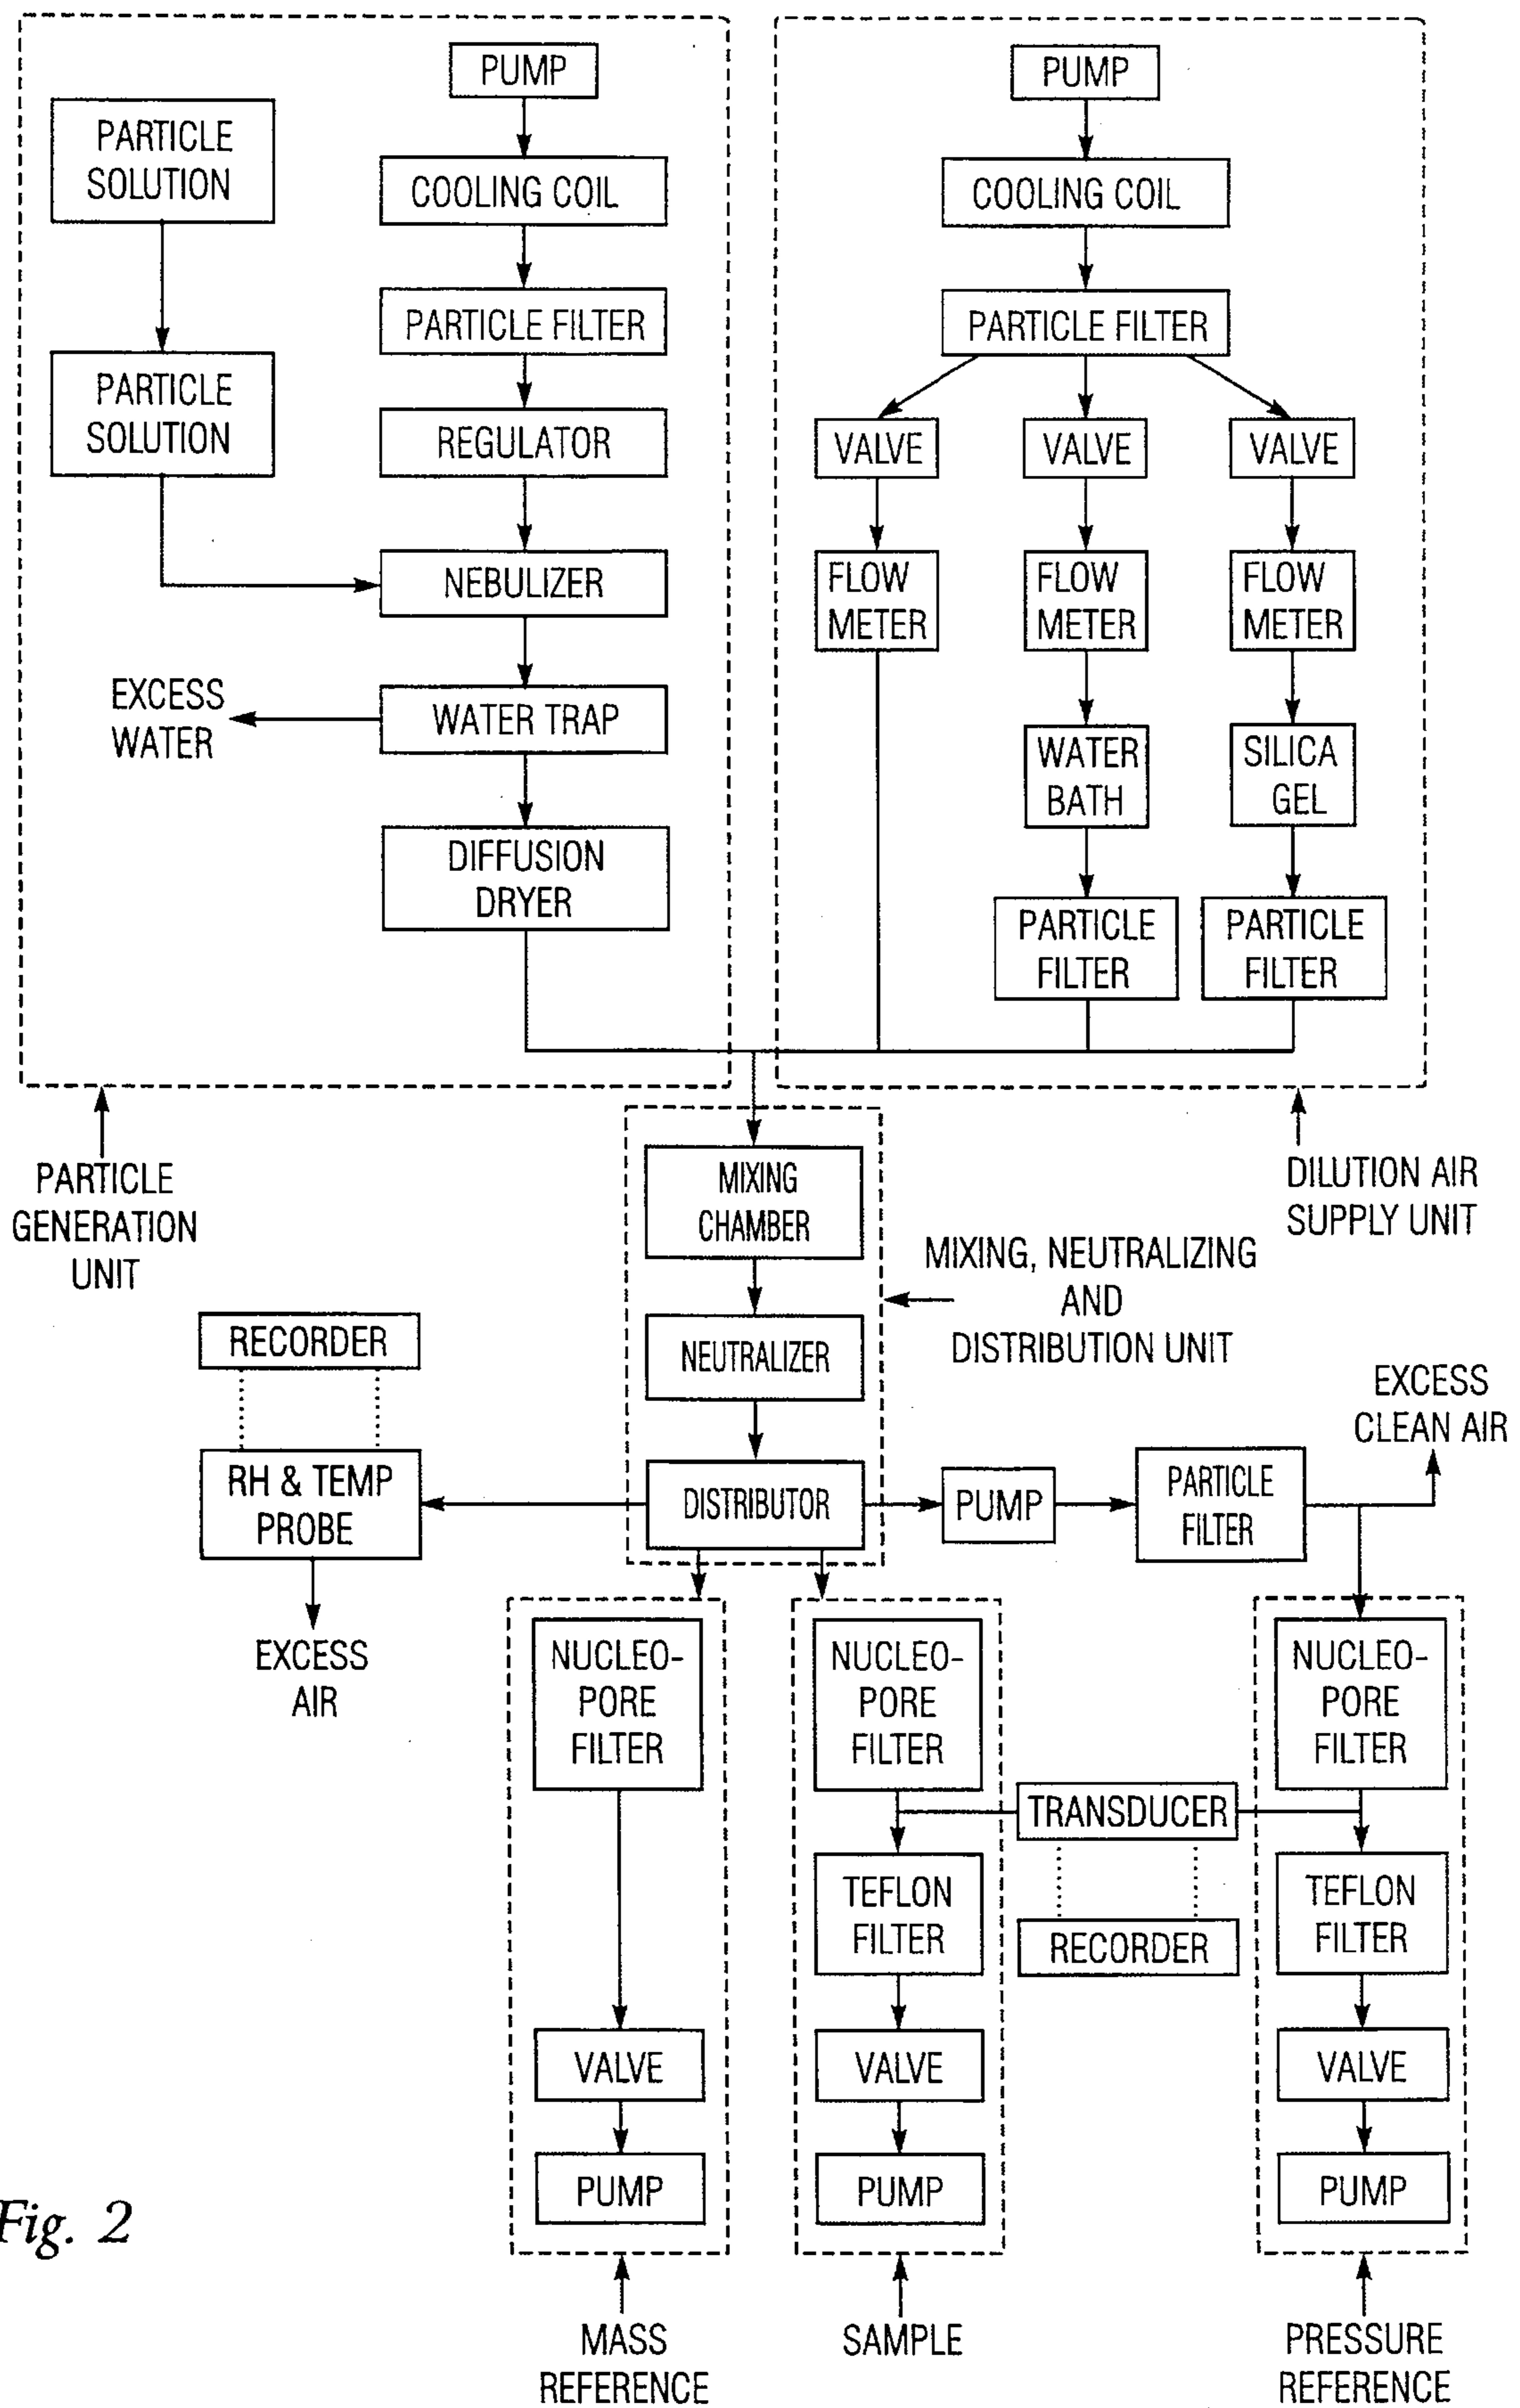 PUMP
PARTICLE
SOLUTION
COOLING COIL
PARTICLE FILTER
PARTICLE
SOLUTION
REGULATOR
NEBULIZER
EXCESS
WATER
WATER TRAP
DIFFUSION
DRYER
PARTICLE
GENERATION
UNIT
PUMP
COOLING COIL
PARTICLE FILTER
VALVE
VALVE
VALVE
FLOW
METER
FLOW
METER
FLOW
METER
WATER
BATH
SILICA
GEL
PARTICLE
FILTER
PARTICLE
FILTER
DILUTION AIR
SUPPLY UNIT
MIXING
CHAMBER
MIXING, NEUTRALIZING
AND
DISTRIBUTION UNIT
NEUTRALIZER
RECORDER
RH & TEMP
PROBE
EXCESS
AIR
DISTRIBUTOR
PUMP
PARTICLE
FILTER
EXCESS
CLEAN AIR
NUCLEO-
PORE
FILTER
VALVE
PUMP
MASS
REFERENCE
NUCLEO-
PORE
FILTER
TEFLON
FILTER
VALVE
PUMP
SAMPLE
TRANSDUCER
RECORDER
NUCLEO-
PORE
FILTER
TEFLON
FILTER
VALVE
PUMP
PRESSURE
REFERENCE
Fig. 2